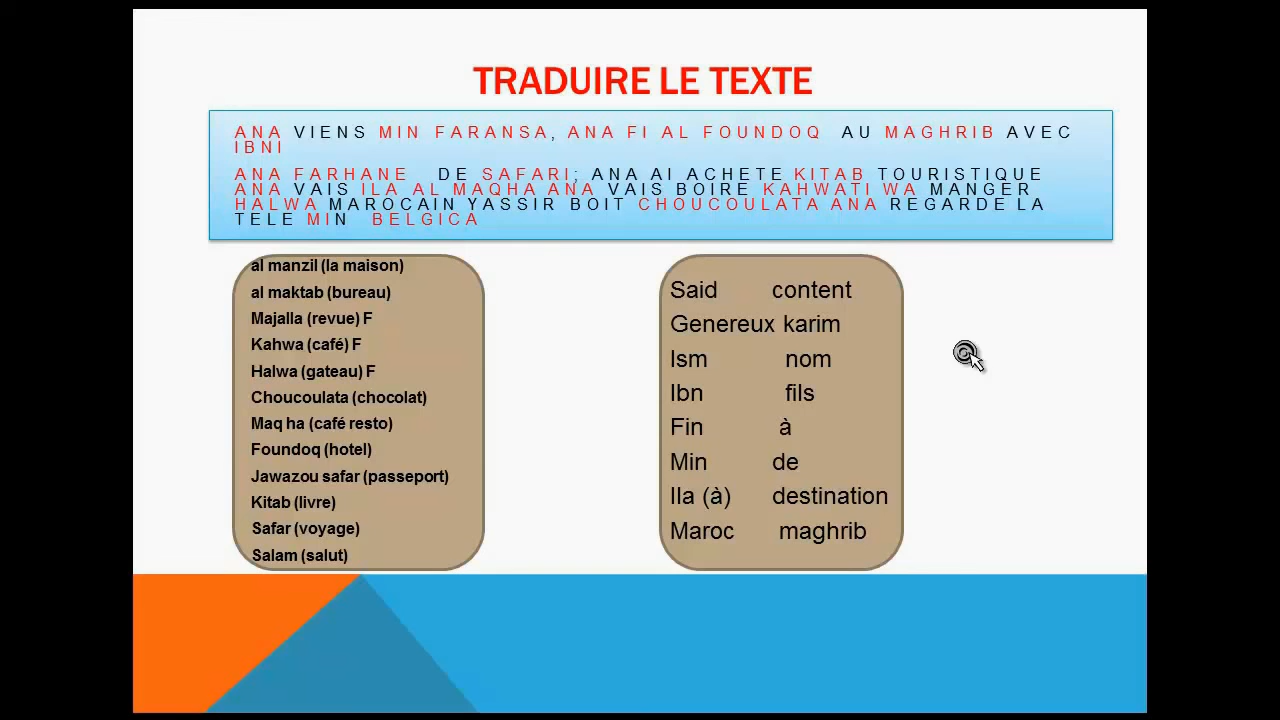 TRADUIRE LE TEXTE
ANA VIENS MIN FARANSA, ANA FI AL FOUNDOQ AU MAGHRIB AVEC
IBNI
ANA FARHANE DE SAFARI; ANA AI ACHETE KITAB TOURISTIQUE
ANA VAIS ILA AL MAQHA ANA VAIS BOIRE KAHWATI WA MANGER
HALWA MAROCAIN YASSIR BOIT CHOUCOULATA ANA REGARDE LA
TELE MIN BELGICA
al manzil (la maison)
al maktab (bureau)
Majalla (revue) F
Kahwa (café) F
Halwa (gateau) F
Choucoulata (chocolat)
Maq ha (café resto)
Foundoq (hotel)
Jawazou safar (passeport)
Kitab (livre)
Safar (voyage)
Salam (salut)
Said content
Genereux karim
Ism nom
Ibn fils
Fin à
Min de
Ila (à) destination
Maroc maghrib